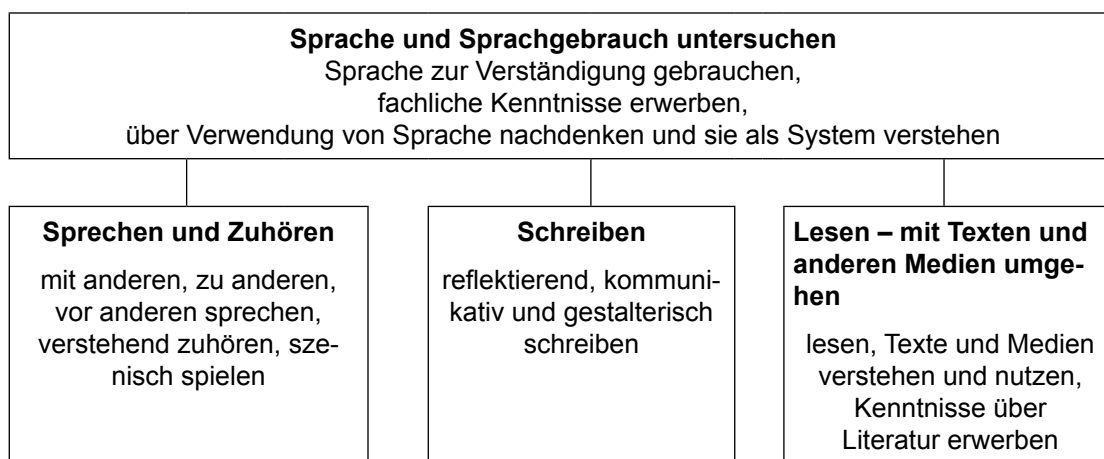 Sprache und Sprachgebrauch untersuchen
Sprache zur Verständigung gebrauchen,
fachliche Kenntnisse erwerben,
über Verwendung von Sprache nachdenken und sie als System verstehen
Sprechen und Zuhören
mit anderen, zu anderen,
vor anderen sprechen,
verstehend zuhören, sze-
nisch spielen
Schreiben
reflektierend, kommuni-
kativ und gestalterisch
schreiben
Lesen – mit Texten und
anderen Medien umge-
hen
lesen, Texte und Medien
verstehen und nutzen,
Kenntnisse über
Literatur erwerben